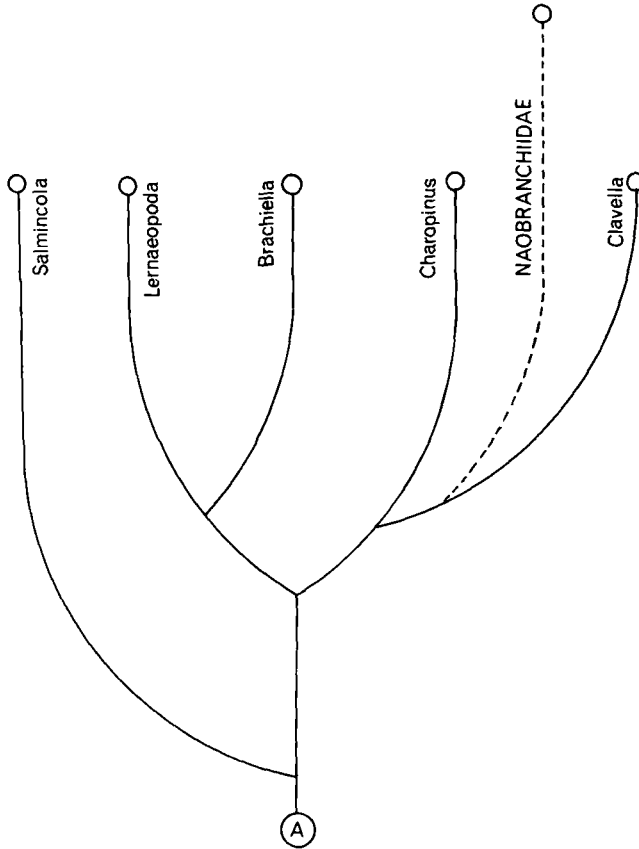 Salmincola
Lernaeopoda
Brachiella
Charopinus
NAOBRANCHIIDAE
Clavella
A